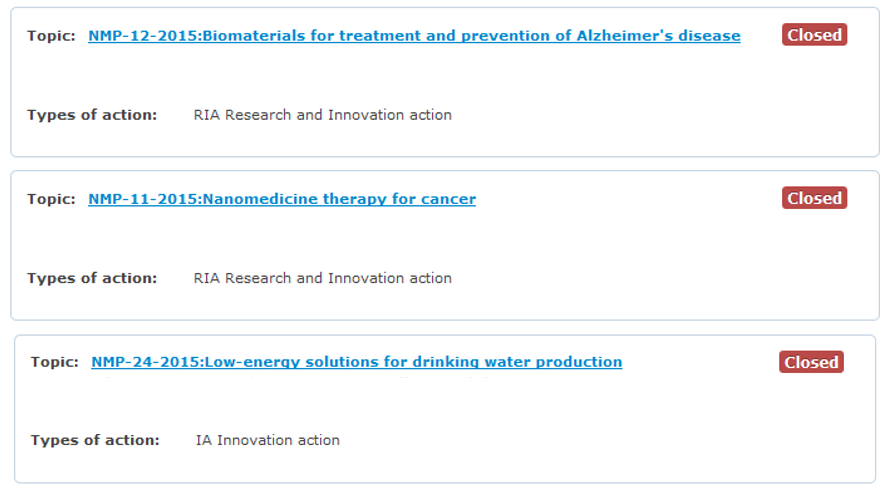 Topic: NMP-12-2015:Biomaterials for treatment and prevention of Alzheimer's disease Closed
Types of action: RIA Research and Innovation action
Topic: NMP-11-2015:Nanomedicine therapy for cancer Closed
Types of action: RIA Research and Innovation action
Topic: NMP-24-2015:Low-energy solutions for drinking water production Closed
Types of action: IA Innovation action